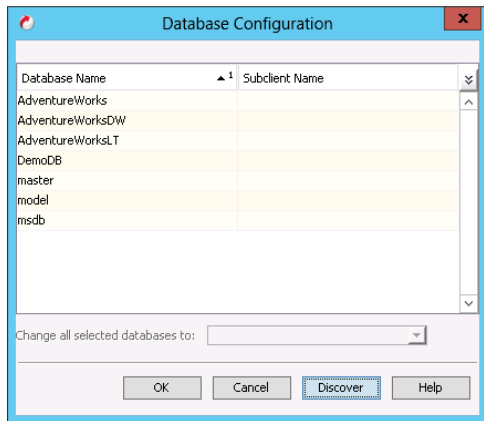 Database Configuration
x
Database Name 1 Subclient Name
AdventureWorks
AdventureWorksDW
AdventureWorksLT
DemoDB
master
model
msdb
Change all selected databases to:
OK Cancel Discover Help